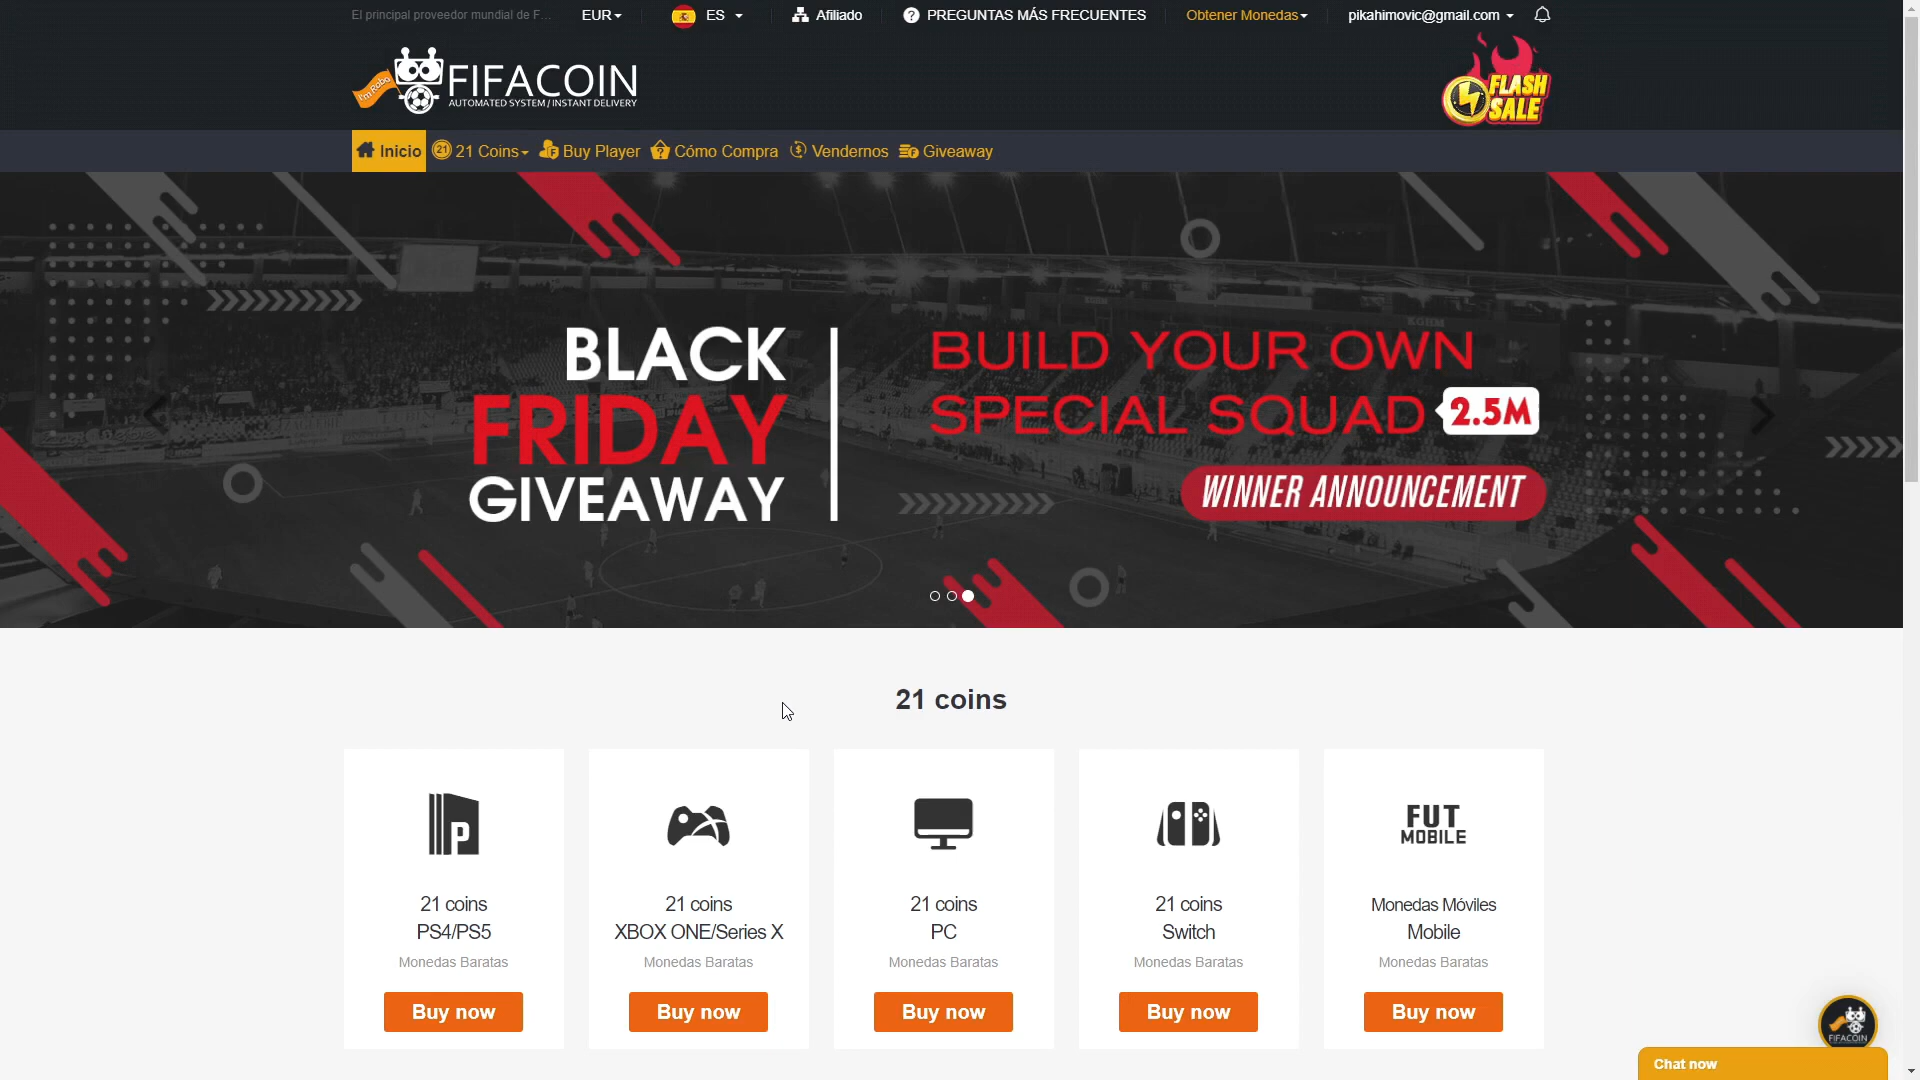 El principal proveedor mundial de F...
EUR
ES
Afiliado
PREGUNTAS MÁS FRECUENTES
Obtener Monedas
pikahimovic@gmail.com
I'm Robo
FIFACOIN
AUTOMATED SYSTEM / INSTANT DELIVERY
FLASH
SALE
Inicio
21 Coins
Buy Player
Cómo Compra
Vendernos
Giveaway
BLACK
FRIDAY
GIVEAWAY
BUILD YOUR OWN
SPECIAL SQUAD 2.5M
WINNER ANNOUNCEMENT
21 coins
21 coins
PS4/PS5
Monedas Baratas
Buy now
21 coins
XBOX ONE/Series X
Monedas Baratas
Buy now
21 coins
PC
Monedas Baratas
Buy now
21 coins
Switch
Monedas Baratas
Buy now
FUT
MOBILE
Monedas Móviles
Mobile
Monedas Baratas
Buy now
FIFACOIN
Chat now